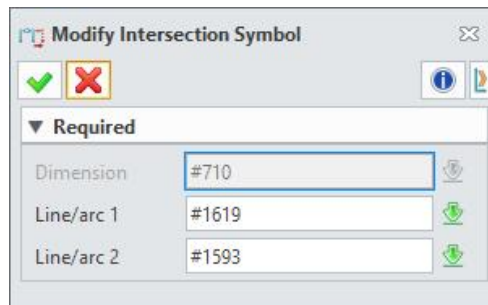 Modify Intersection Symbol
Required
Dimension #710
Line/arc 1 #1619
Line/arc 2 #1593